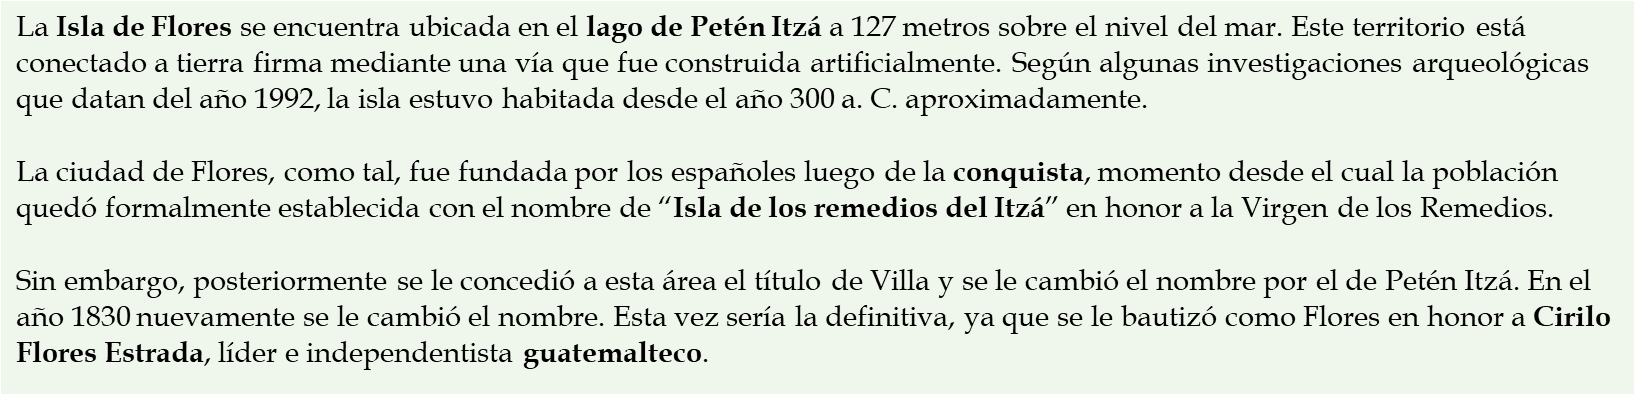 La Isla de Flores se encuentra ubicada en el lago de Petén Itzá a 127 metros sobre el nivel del mar. Este territorio está
conectado a tierra firma mediante una vía que fue construida artificialmente. Según algunas investigaciones arqueológicas
que datan del año 1992, la isla estuvo habitada desde el año 300 a. C. aproximadamente.
La ciudad de Flores, como tal, fue fundada por los españoles luego de la conquista, momento desde el cual la población
quedó formalmente establecida con el nombre de “Isla de los remedios del Itzá” en honor a la Virgen de los Remedios.
Sin embargo, posteriormente se le concedió a esta área el título de Villa y se le cambió el nombre por el de Petén Itzá. En el
año 1830 nuevamente se le cambió el nombre. Esta vez sería la definitiva, ya que se le bautizó como Flores en honor a Cirilo
Flores Estrada, líder e independentista guatemalteco.